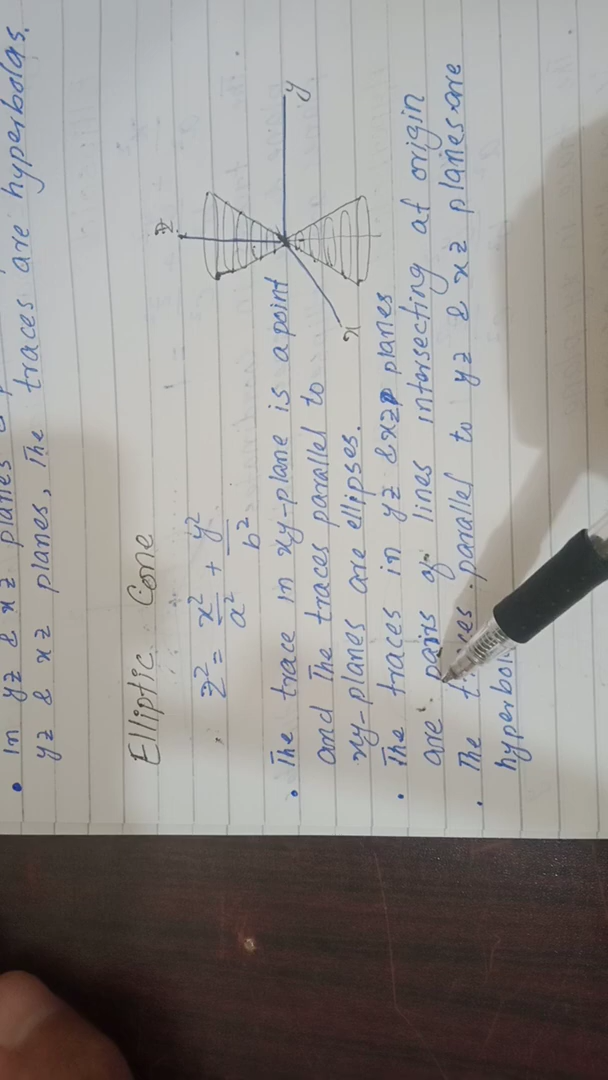 • In yz & xz planes
yz & xz planes, The traces are hyperbolas.
Elliptic Cone
z² = x²/a² + y²/b²
z
y
x
• The trace in xy-plane is a point
and The traces parallel to
xy-planes are ellipses.
• The traces in yz & xz planes
are pairs of lines intersecting at origin
• The parallel to yz & xz planes are